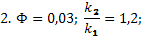 2. Ф = 0,03; k₂/k₁ = 1,2;